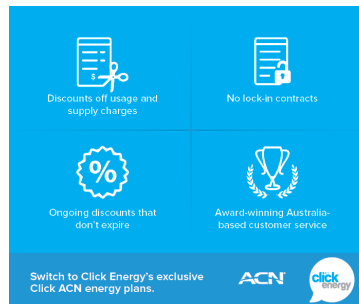 $
Discounts off usage and
supply charges
No lock-in contracts
%
Ongoing discounts that
don't expire
Award-winning Australia-
based customer service
Switch to Click Energy's exclusive
Click ACN energy plans.
ACN
click
energy